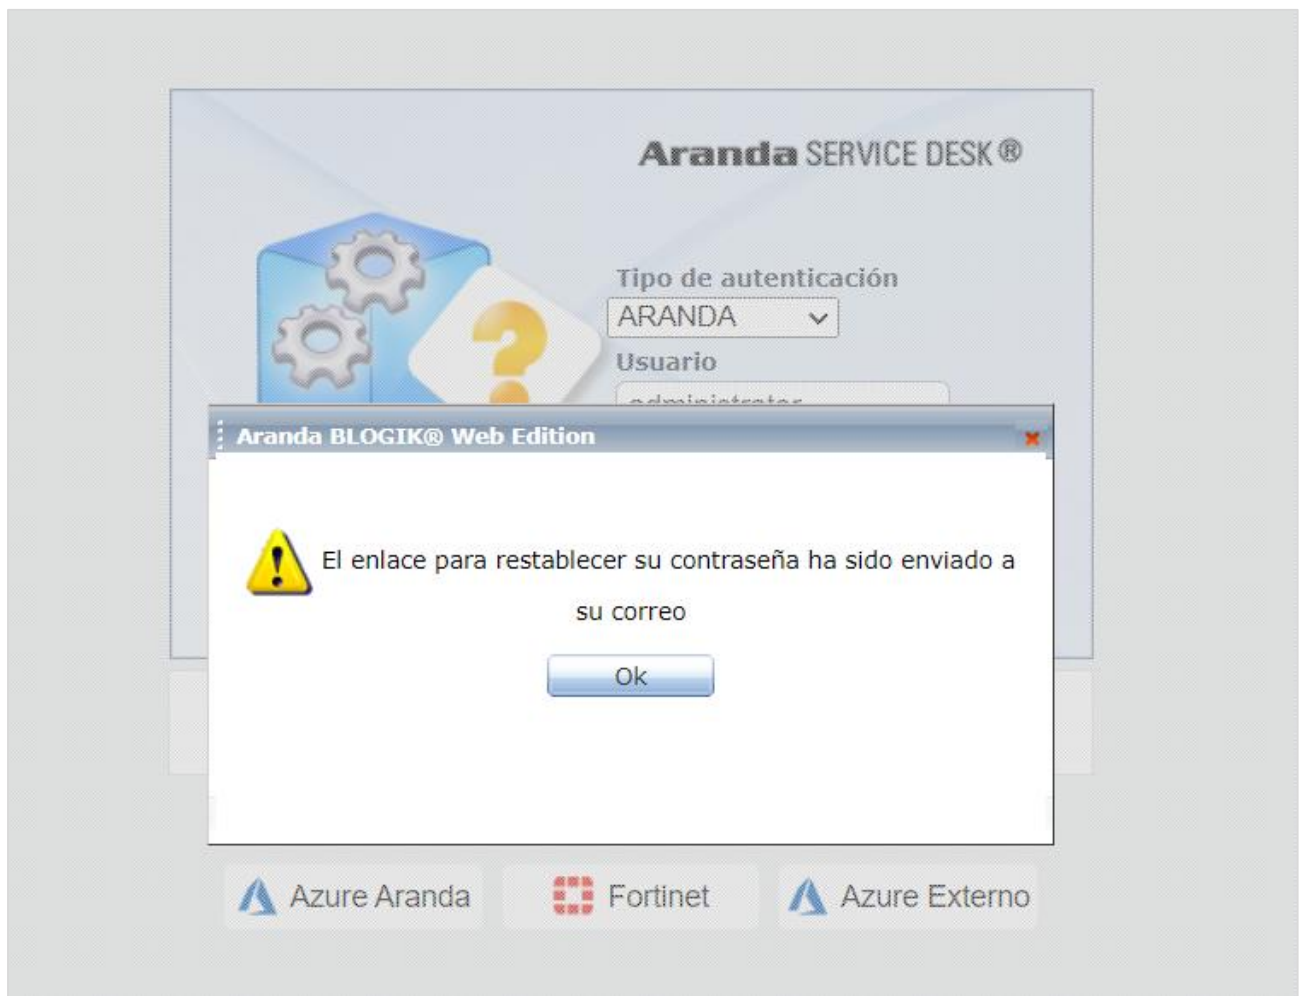 Aranda SERVICE DESK®
Tipo de autenticación
ARANDA
Usuario
administrator
Aranda BLOGIK® Web Edition
El enlace para restablecer su contraseña ha sido enviado a
su correo
Ok
Azure Aranda
Fortinet
Azure Externo